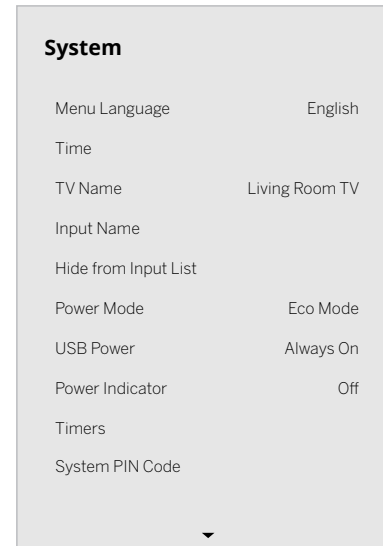 System
Menu Language English
Time
TV Name Living Room TV
Input Name
Hide from Input List
Power Mode Eco Mode
USB Power Always On
Power Indicator Off
Timers
System PIN Code